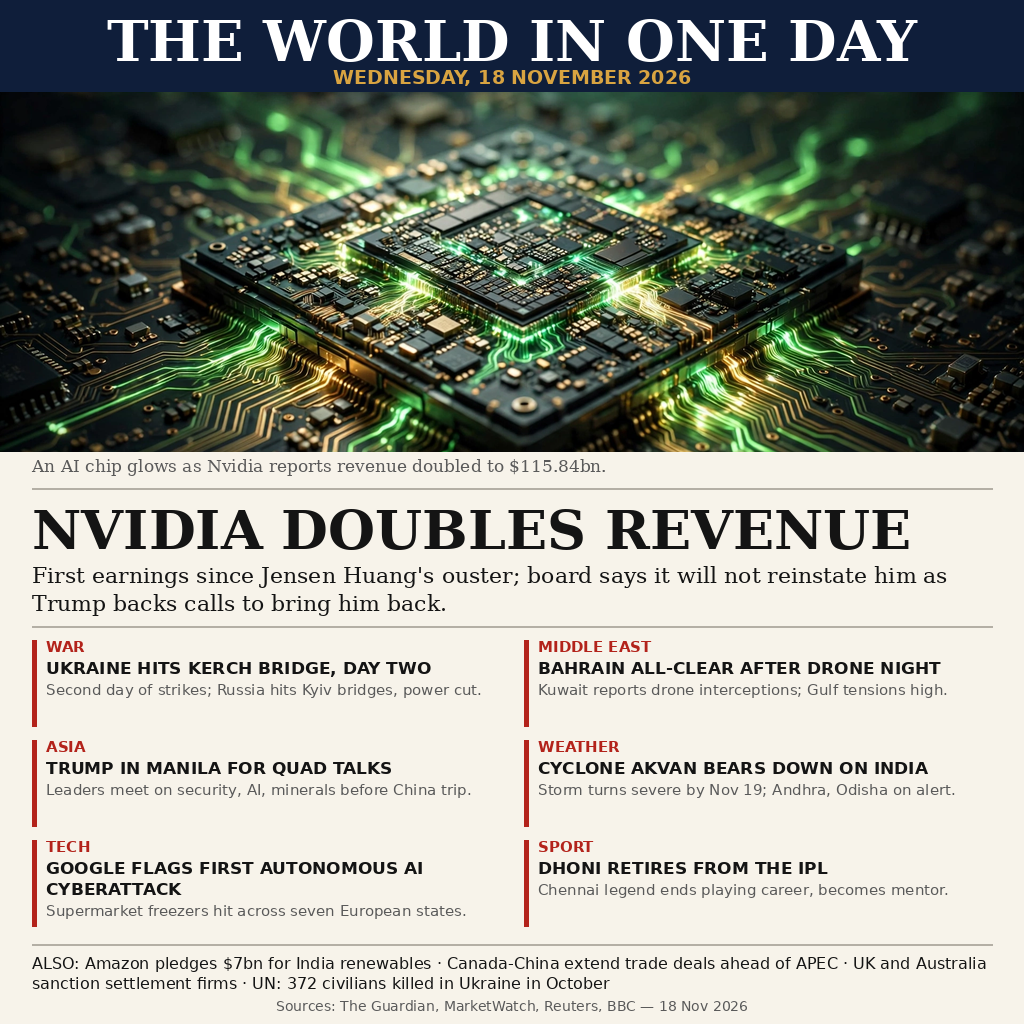 THE WORLD IN ONE DAY
WEDNESDAY, 18 NOVEMBER 2026
An AI chip glows as Nvidia reports revenue doubled to $115.84bn.
NVIDIA DOUBLES REVENUE
First earnings since Jensen Huang's ouster; board says it will not reinstate him as
Trump backs calls to bring him back.
WAR
UKRAINE HITS KERCH BRIDGE, DAY TWO
Second day of strikes; Russia hits Kyiv bridges, power cut.
MIDDLE EAST
BAHRAIN ALL-CLEAR AFTER DRONE NIGHT
Kuwait reports drone interceptions; Gulf tensions high.
ASIA
TRUMP IN MANILA FOR QUAD TALKS
Leaders meet on security, AI, minerals before China trip.
WEATHER
CYCLONE AKVAN BEARS DOWN ON INDIA
Storm turns severe by Nov 19; Andhra, Odisha on alert.
TECH
GOOGLE FLAGS FIRST AUTONOMOUS AI
CYBERATTACK
Supermarket freezers hit across seven European states.
SPORT
DHONI RETIRES FROM THE IPL
Chennai legend ends playing career, becomes mentor.
ALSO: Amazon pledges $7bn for India renewables · Canada-China extend trade deals ahead of APEC · UK and Australia
sanction settlement firms · UN: 372 civilians killed in Ukraine in October
Sources: The Guardian, MarketWatch, Reuters, BBC — 18 Nov 2026